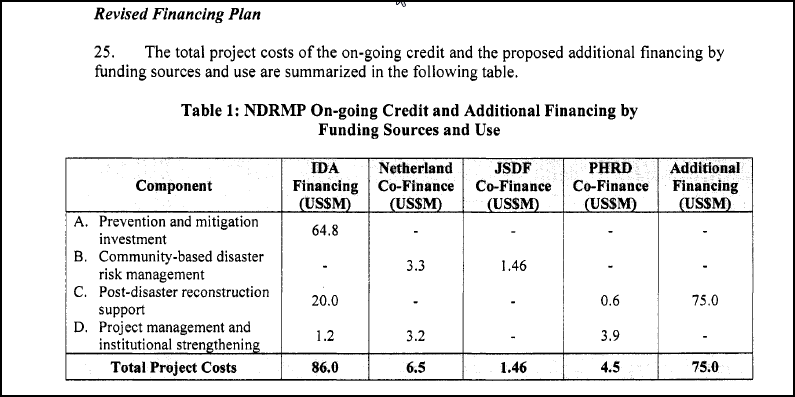 Revised Financing Plan
25. The total project costs of the on-going credit and the proposed additional financing by
funding sources and use are summarized in the following table.
Table 1: NDRMP On-going Credit and Additional Financing by
Funding Sources and Use
Component IDA Financing (US$M) Netherland Co-Finance (US$M) JSDF Co-Finance (US$M) PHRD Co-Finance (US$M) Additional Financing (US$M)
A. Prevention and mitigation investment 64.8 - - - -
B. Community-based disaster risk management - 3.3 1.46 - -
C. Post-disaster reconstruction support 20.0 - - 0.6 75.0
D. Project management and institutional strengthening 1.2 3.2 - 3.9 -
Total Project Costs 86.0 6.5 1.46 4.5 75.0